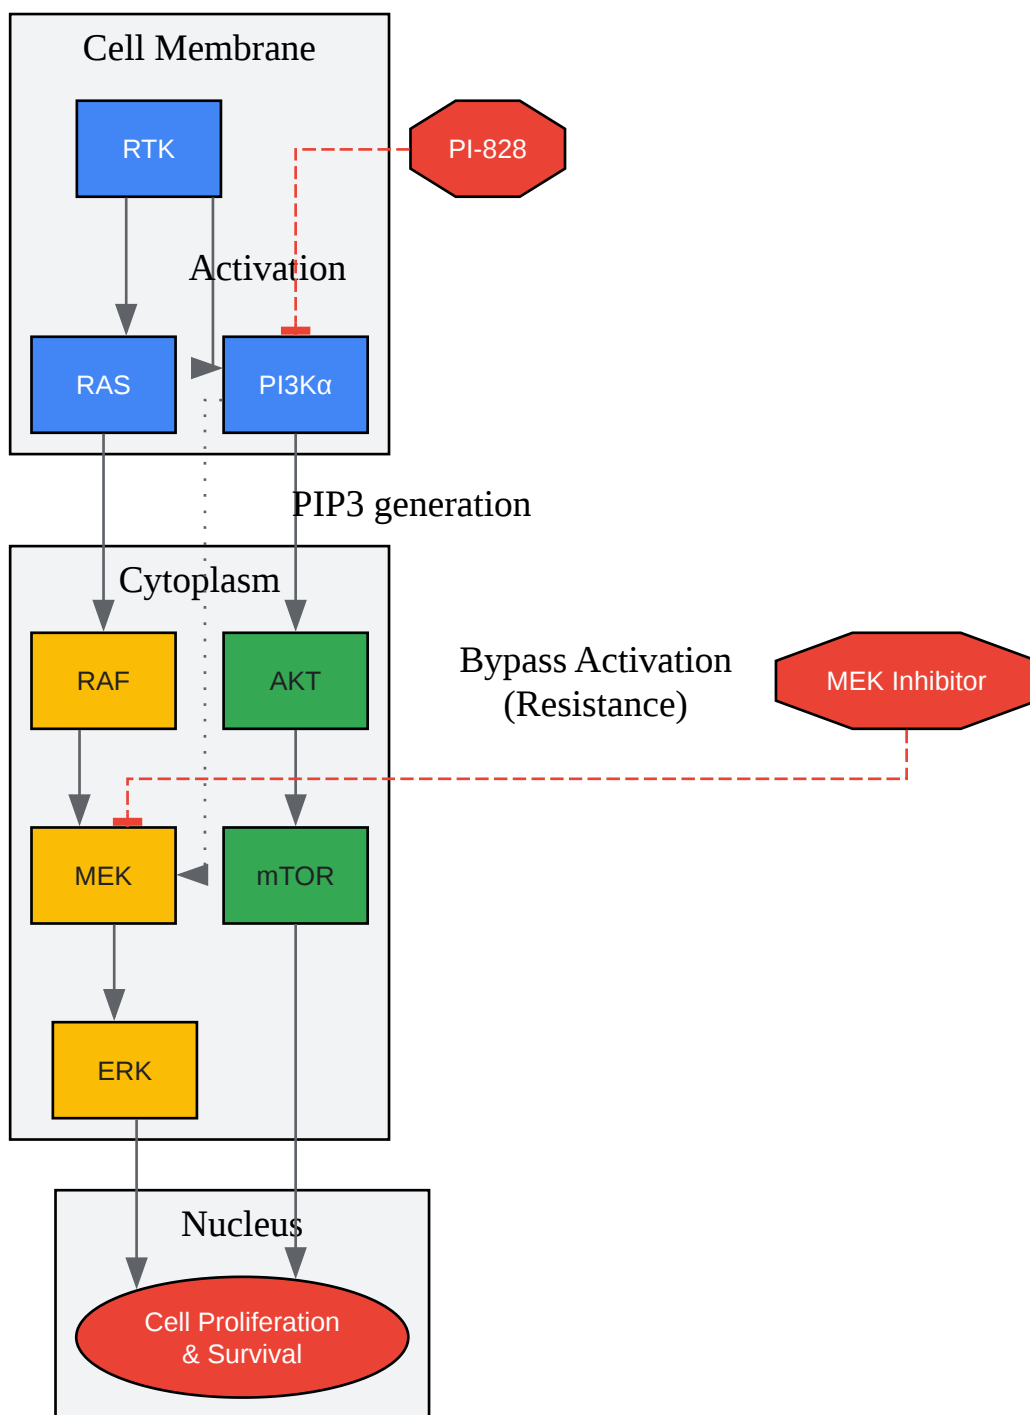 Cell Membrane
RTK
PI-828
Activation
RAS
PI3Kα
PIP3 generation
Cytoplasm
RAF
AKT
Bypass Activation
(Resistance)
MEK Inhibitor
MEK
mTOR
ERK
Nucleus
Cell Proliferation
& Survival